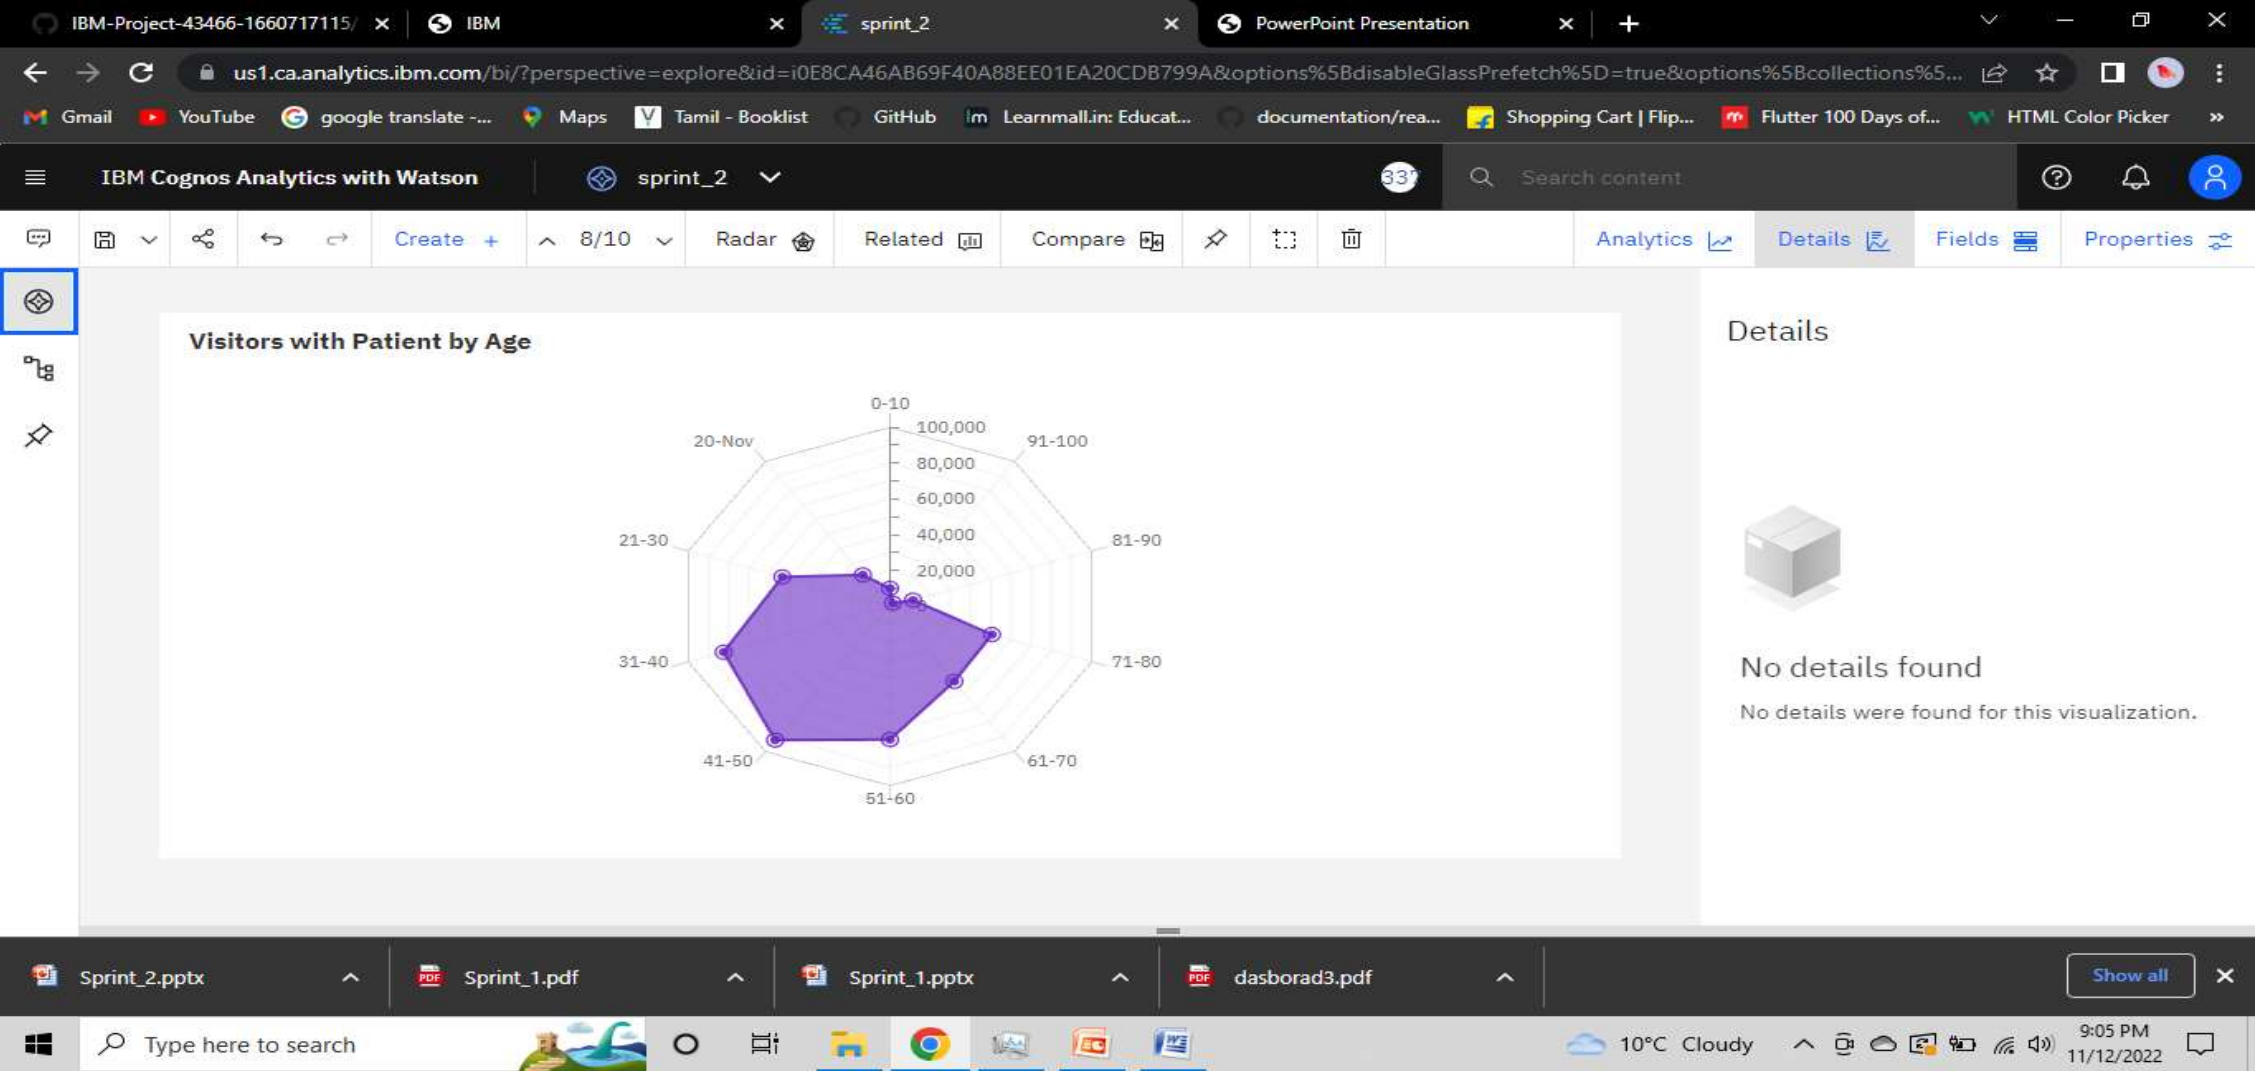 IBM-Project-43466-1660717115/
IBM
sprint_2
PowerPoint Presentation
us1.ca.analytics.ibm.com/bi/?perspective=explore&id=i0E8CA46AB69F40A88EE01EA20CDB799A&options%5BdisableGlassPrefetch%5D=true&options%5Bcollections%5...
Gmail
YouTube
google translate -...
Maps
Tamil - Booklist
GitHub
Learnmall.in: Educat...
documentation/rea...
Shopping Cart | Flip...
Flutter 100 Days of...
HTML Color Picker
IBM Cognos Analytics with Watson
sprint_2
Search content
Create +
8/10
Radar
Related
Compare
Analytics
Details
Fields
Properties
Visitors with Patient by Age
Details
0-10
100,000
20-Nov
91-100
80,000
60,000
40,000
21-30
81-90
20,000
31-40
71-80
41-50
61-70
51-60
No details found
No details were found for this visualization.
Sprint_2.pptx
Sprint_1.pdf
Sprint_1.pptx
dasborad3.pdf
Show all
Type here to search
10°C Cloudy
9:05 PM
11/12/2022